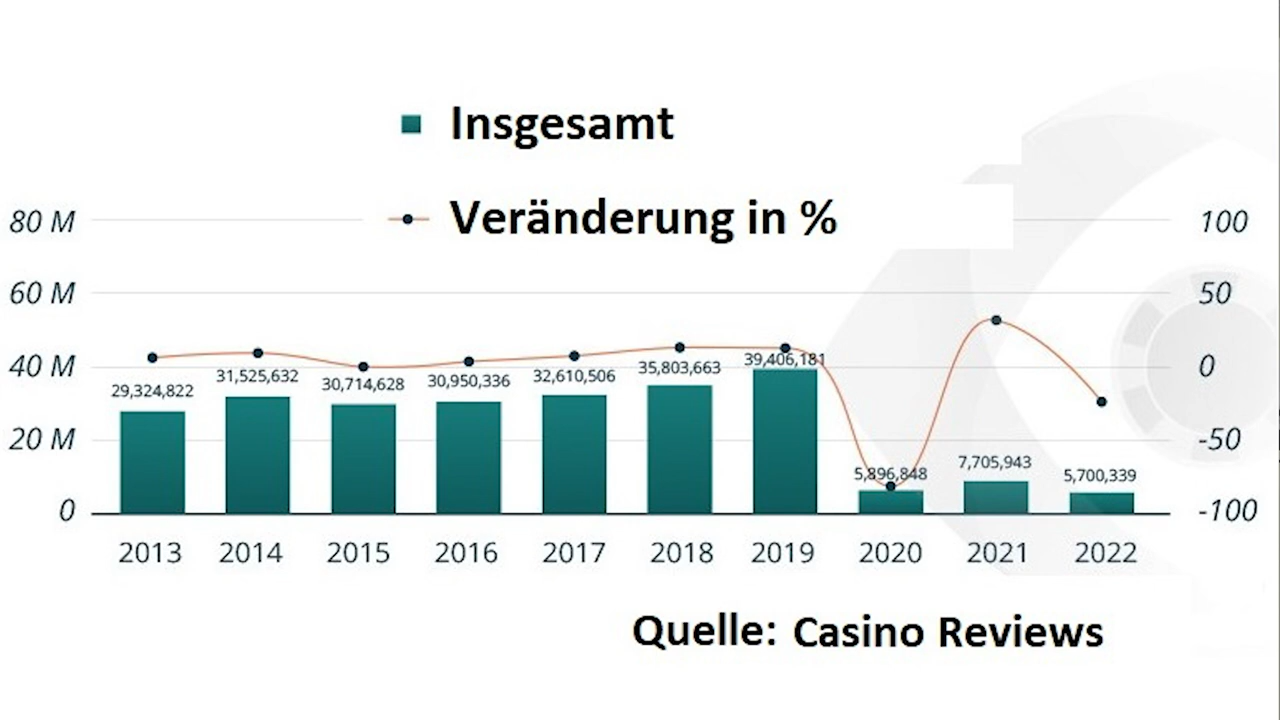 Insgesamt
Veränderung in %
80 M
100
60 M
50
40 M
0
20 M
-50
0
-100
29,324,822
31,525,632
30,714,628
30,950,336
32,610,506
35,803,663
39,406,181
5,896,848
7,705,943
5,700,339
2013 2014 2015 2016 2017 2018 2019 2020 2021 2022
Quelle: Casino Reviews